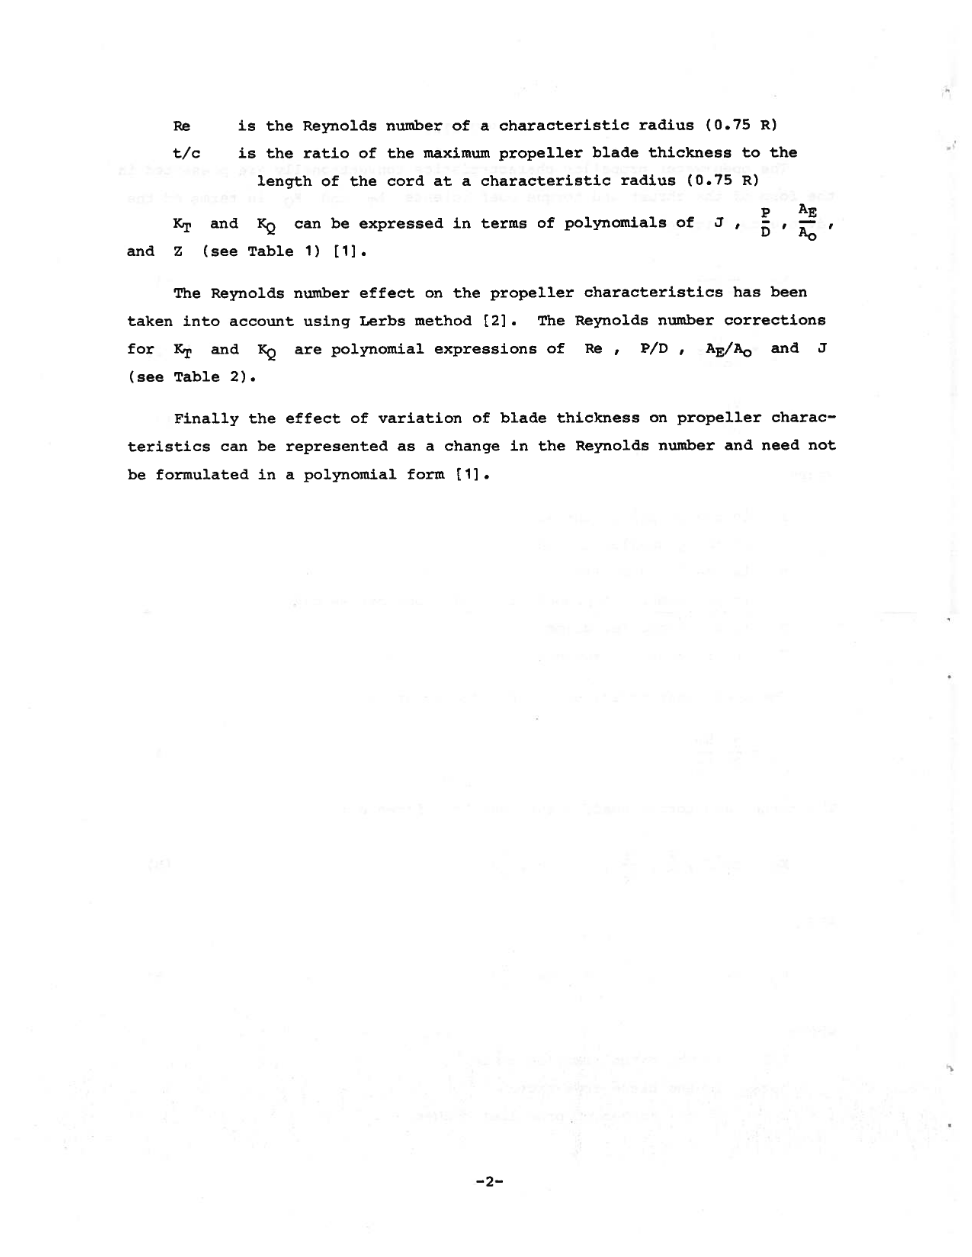 Re is the Reynolds number of a characteristic radius (0.75 R)
t/c is the ratio of the maximum propeller blade thickness to the
length of the cord at a characteristic radius (0.75 R)
K_T and K_Q can be expressed in terms of polynomials of J , P/D , A_E/A_O ,
and Z (see Table 1) [1].
The Reynolds number effect on the propeller characteristics has been
taken into account using Lerbs method [2]. The Reynolds number corrections
for K_T and K_Q are polynomial expressions of Re , P/D , A_E/A_O and J
(see Table 2).
Finally the effect of variation of blade thickness on propeller charac-
teristics can be represented as a change in the Reynolds number and need not
be formulated in a polynomial form [1].
-2-